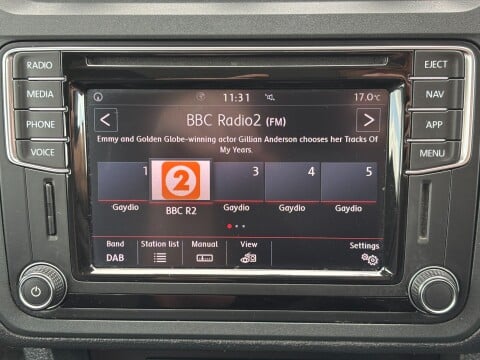 RADIO
MEDIA
PHONE
VOICE
EJECT
NAV
APP
MENU
11:31
17.0°C
< BBC Radio2 (FM) >
Emmy and Golden Globe-winning actor Gillian Anderson chooses her Tracks Of
My Years.
1 2 3 4 5
Gaydio BBC R2 Gaydio Gaydio Gaydio
Band Station list Manual View Settings
DAB